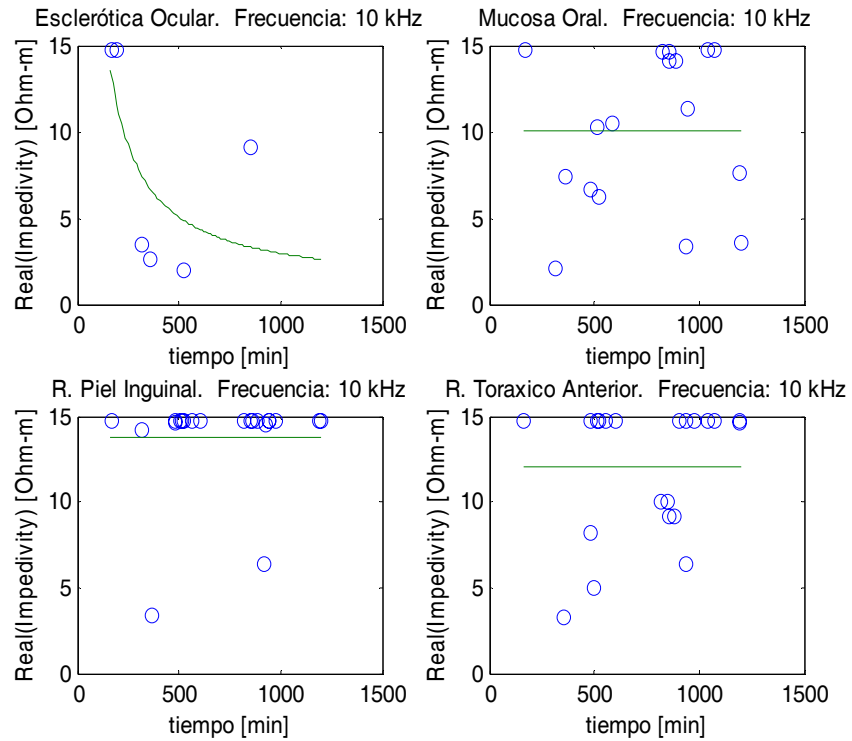 Esclerótica Ocular.  Frecuencia: 10 kHz
Real(Impedivity) [Ohm-m]
15
10
5
0
0 500 1000 1500
tiempo [min]
Mucosa Oral.  Frecuencia: 10 kHz
Real(Impedivity) [Ohm-m]
15
10
5
0
0 500 1000 1500
tiempo [min]
R. Piel Inguinal.  Frecuencia: 10 kHz
Real(Impedivity) [Ohm-m]
15
10
5
0
0 500 1000 1500
tiempo [min]
R. Toraxico Anterior.  Frecuencia: 10 kHz
Real(Impedivity) [Ohm-m]
15
10
5
0
0 500 1000 1500
tiempo [min]